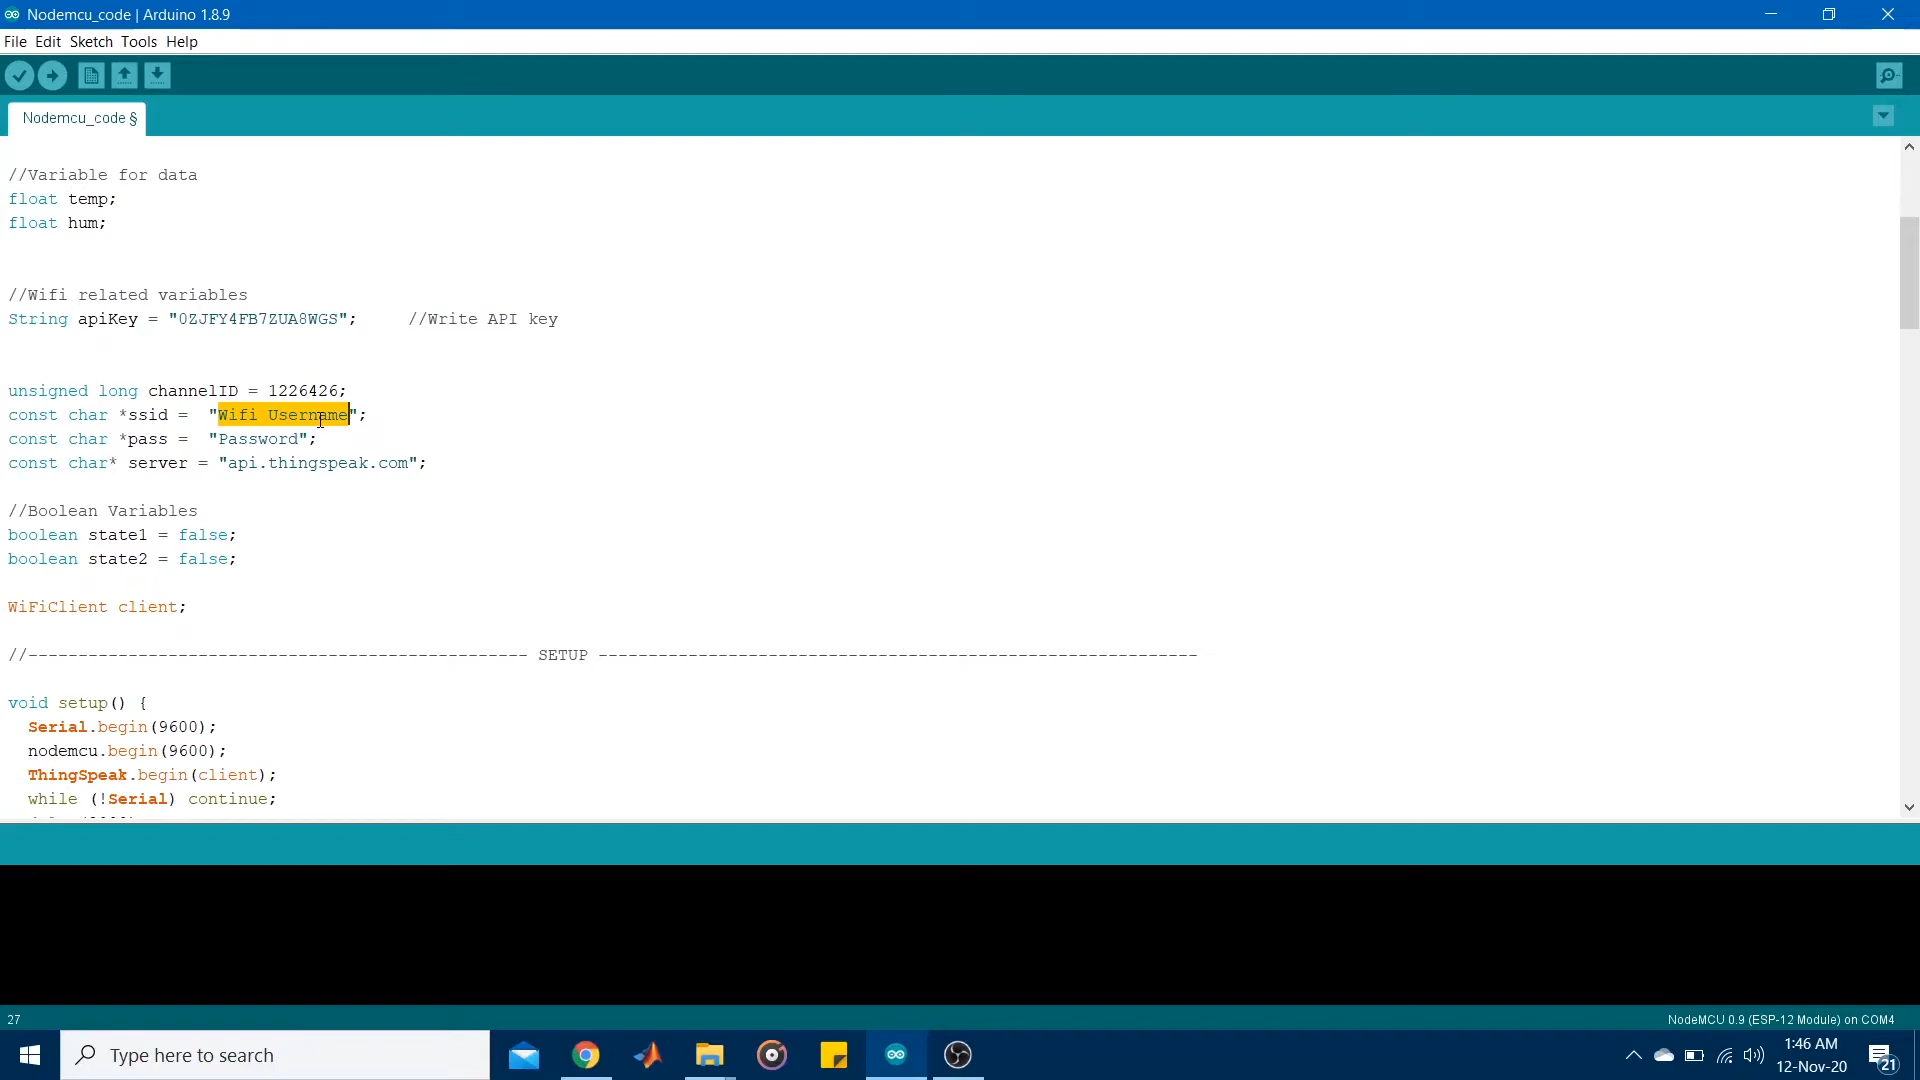 Nodemcu_code | Arduino 1.8.9
File Edit Sketch Tools Help
Nodemcu_code §
//Variable for data
float temp;
float hum;
//Wifi related variables
String apiKey = "0ZJFY4FB7ZUA8WGS";     //Write API key
unsigned long channelID = 1226426;
const char *ssid =  "Wifi Username";
const char *pass =  "Password";
const char* server = "api.thingspeak.com";
//Boolean Variables
boolean state1 = false;
boolean state2 = false;
WiFiClient client;
//-------------------------------------------------- SETUP ------------------------------------------------------------
void setup() {
  Serial.begin(9600);
  nodemcu.begin(9600);
  ThingSpeak.begin(client);
  while (!Serial) continue;
27
NodeMCU 0.9 (ESP-12 Module) on COM4
Type here to search
1:46 AM
12-Nov-20
21